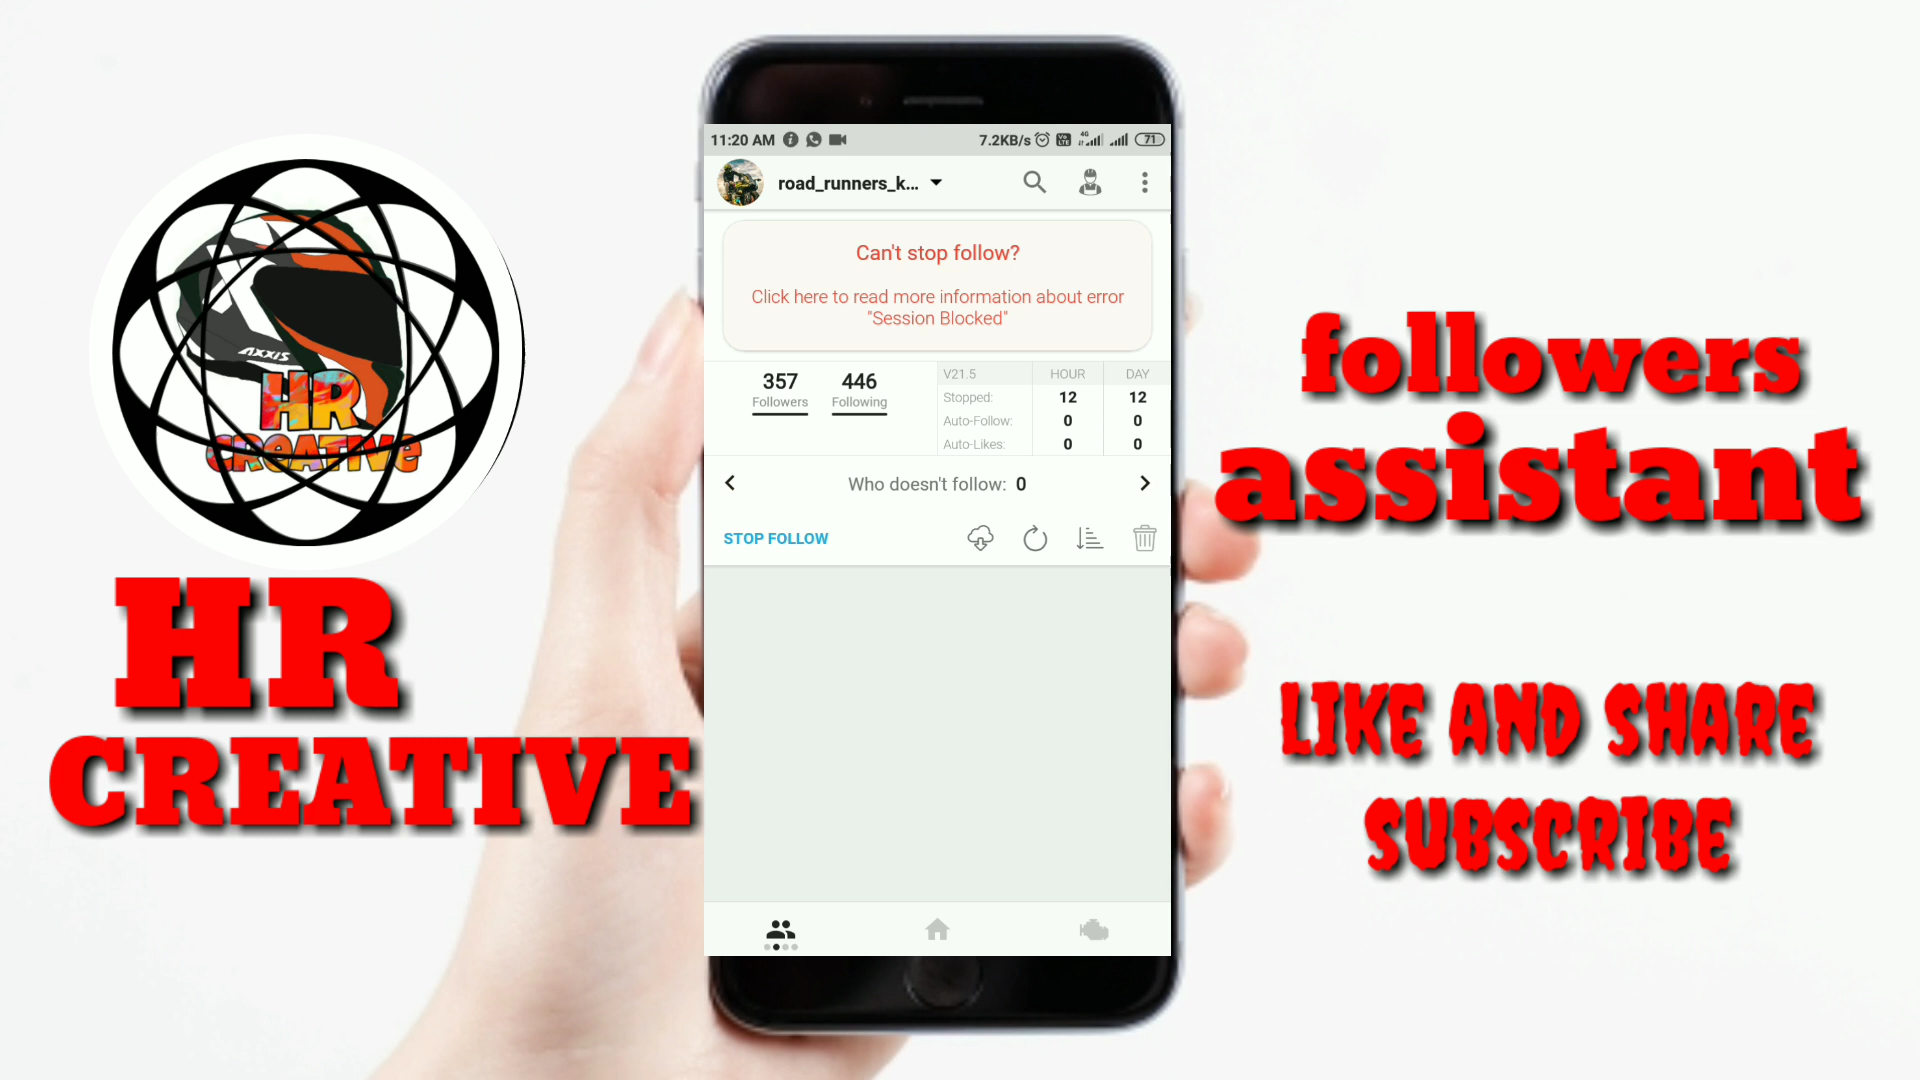 AXXIS
HR
CREATIVE
HR
CREATIVE
11:20 AM
7.2KB/s
4G
71
road_runners_k...
Can't stop follow?
Click here to read more information about error
"Session Blocked"
357
Followers
446
Following
V21.5 HOUR DAY
Stopped: 12 12
Auto-Follow: 0 0
Auto-Likes: 0 0
Who doesn't follow: 0
STOP FOLLOW
followers
assistant
LIKE AND SHARE
SUBSCRIBE